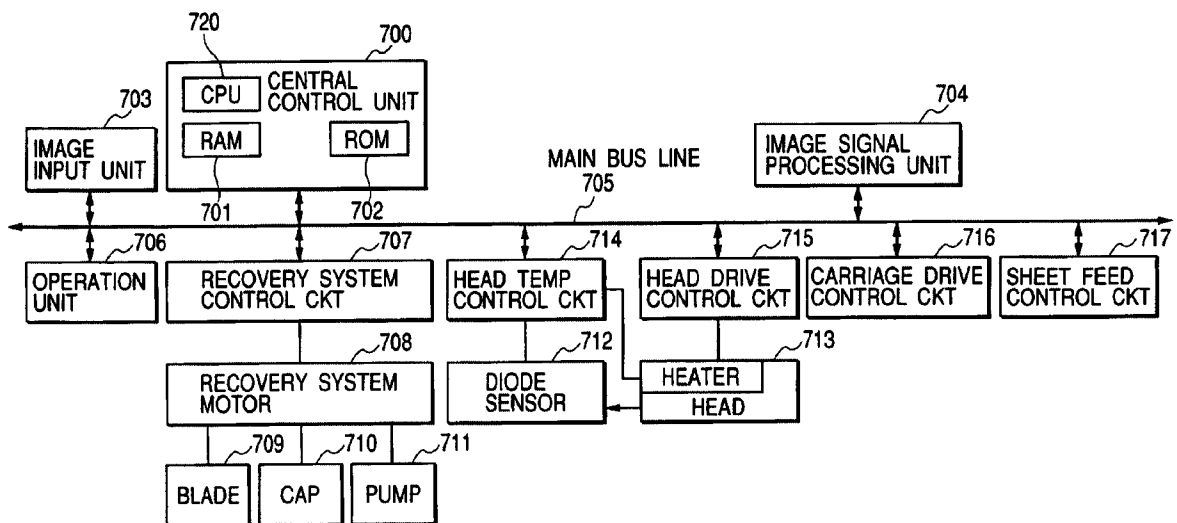 720
700
703
CPU
CENTRAL
CONTROL UNIT
704
IMAGE
INPUT UNIT
RAM
ROM
IMAGE SIGNAL
PROCESSING UNIT
MAIN BUS LINE
701
702
705
706
707
714
715
716
717
OPERATION
UNIT
RECOVERY SYSTEM
CONTROL CKT
HEAD TEMP
CONTROL CKT
HEAD DRIVE
CONTROL CKT
CARRIAGE DRIVE
CONTROL CKT
SHEET FEED
CONTROL CKT
708
712
713
RECOVERY SYSTEM
MOTOR
DIODE
SENSOR
HEATER
HEAD
709
710
711
BLADE
CAP
PUMP